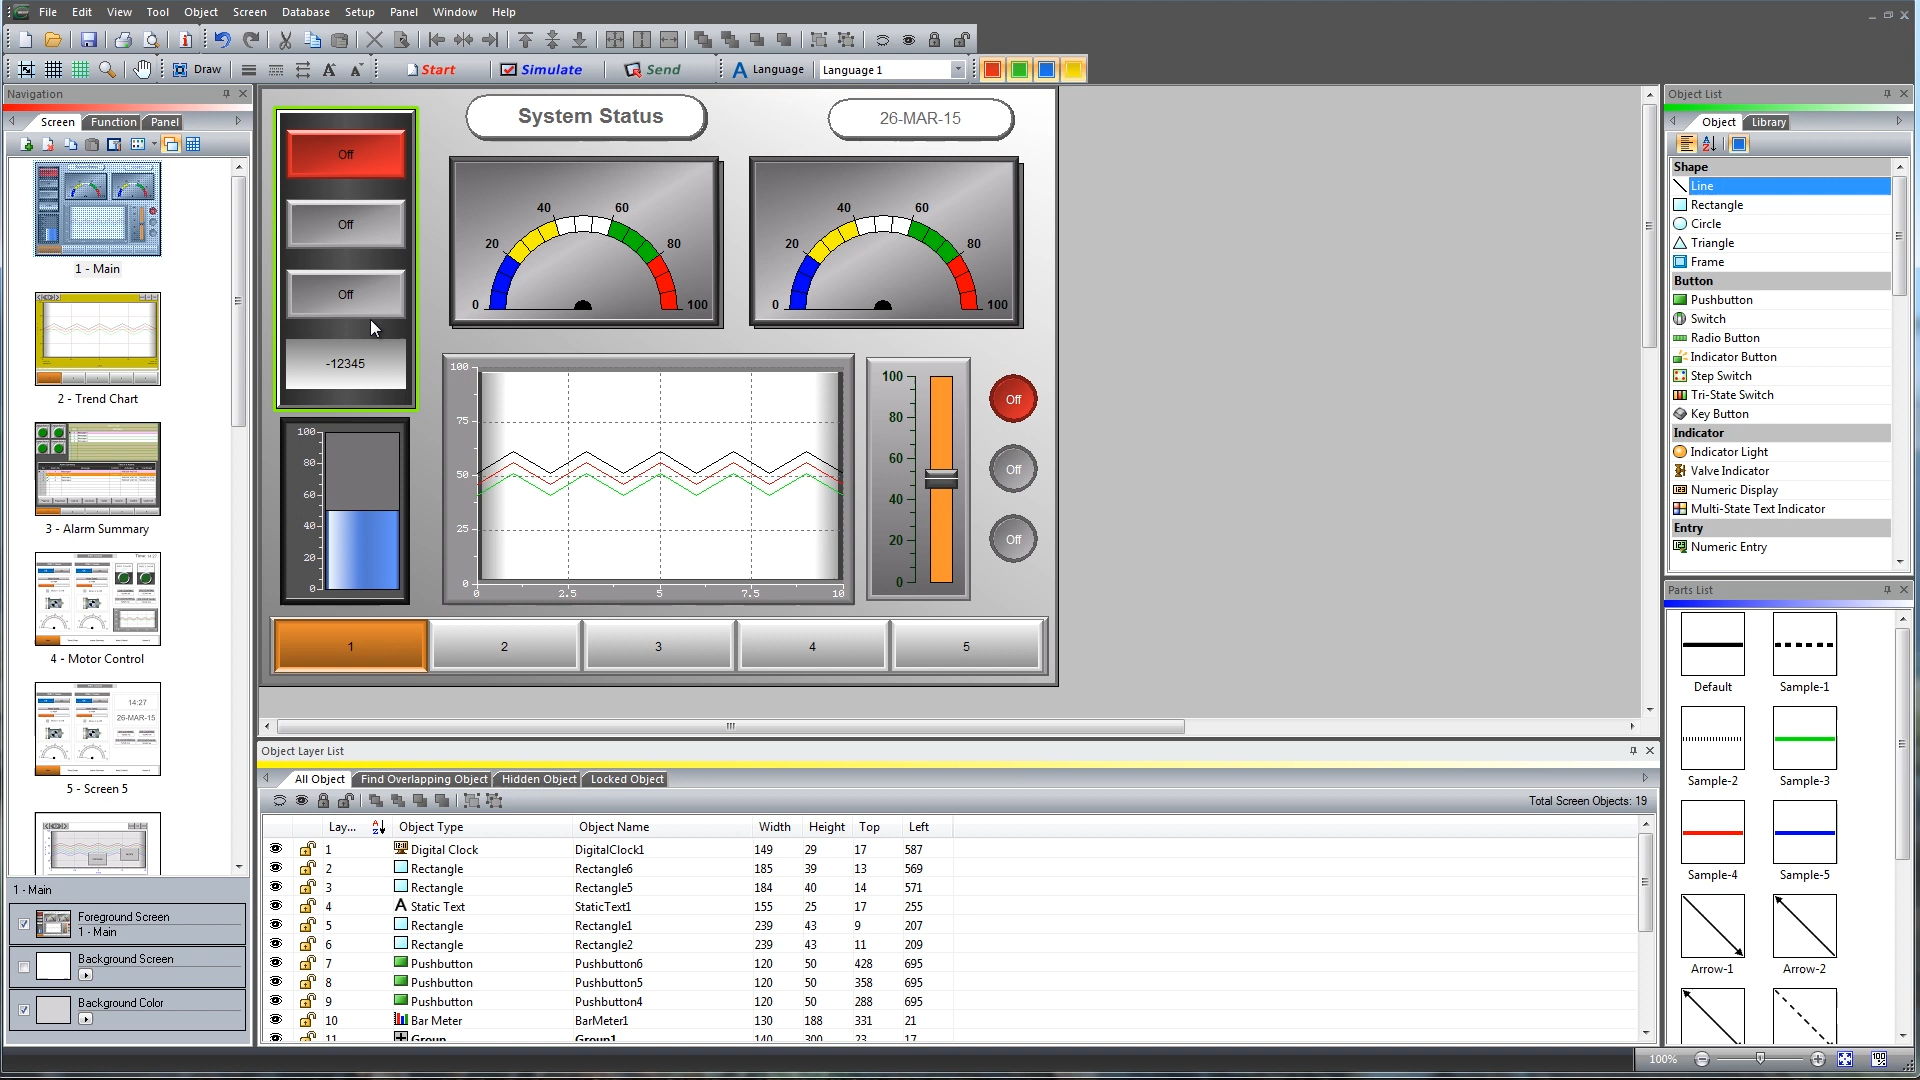 File Edit View Tool Object Screen Database Setup Panel Window Help
Draw Start Simulate Send Language Language 1
Navigation
Screen Function Panel
1 - Main
2 - Trend Chart
3 - Alarm Summary
4 - Motor Control
14:27
26-MAR-15
5 - Screen 5
1 - Main
Foreground Screen
1 - Main
Background Screen
Background Color
System Status
26-MAR-15
Off
Off
Off
-12345
0 20 40 60 80 100
0 20 40 60 80 100
100
80
60
40
20
0
100
75
50
25
0
0 2.5 5 7.5 10
100
80
60
40
20
0
Off
Off
Off
1 2 3 4 5
Object Layer List
All Object Find Overlapping Object Hidden Object Locked Object
Total Screen Objects: 19
Lay... Object Type Object Name Width Height Top Left
1 Digital Clock DigitalClock1 149 29 17 587
2 Rectangle Rectangle6 185 39 13 569
3 Rectangle Rectangle5 184 40 14 571
4 Static Text StaticText1 155 25 17 255
5 Rectangle Rectangle1 239 43 9 207
6 Rectangle Rectangle2 239 43 11 209
7 Pushbutton Pushbutton6 120 50 428 695
8 Pushbutton Pushbutton5 120 50 358 695
9 Pushbutton Pushbutton4 120 50 288 695
10 Bar Meter BarMeter1 130 188 331 21
11 Group Group1 140 300 23 17
Object List
Object Library
Shape
Line
Rectangle
Circle
Triangle
Frame
Button
Pushbutton
Switch
Radio Button
Indicator Button
Step Switch
Tri-State Switch
Key Button
Indicator
Indicator Light
Valve Indicator
Numeric Display
Multi-State Text Indicator
Entry
Numeric Entry
Parts List
Default Sample-1
Sample-2 Sample-3
Sample-4 Sample-5
Arrow-1 Arrow-2
100%